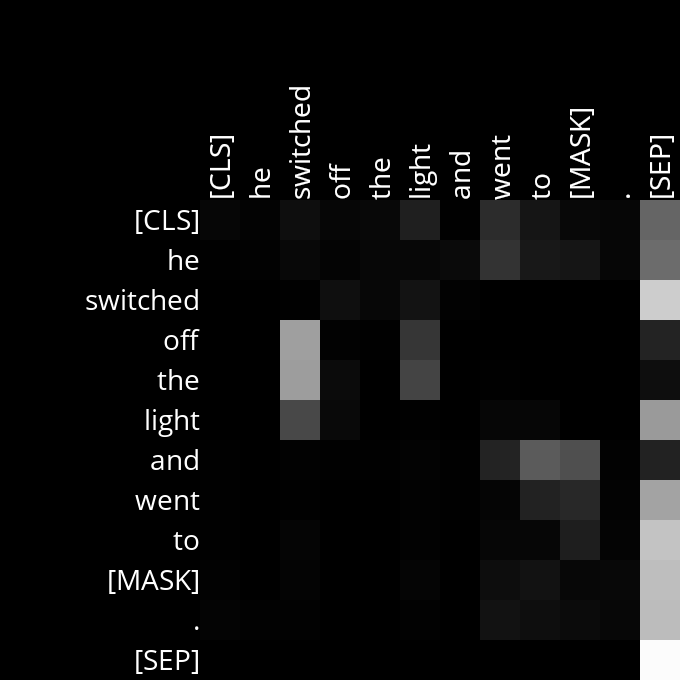 [CLS] he switched off the light and went to [MASK] . [SEP]
[CLS]
he
switched
off
the
light
and
went
to
[MASK]
.
[SEP]